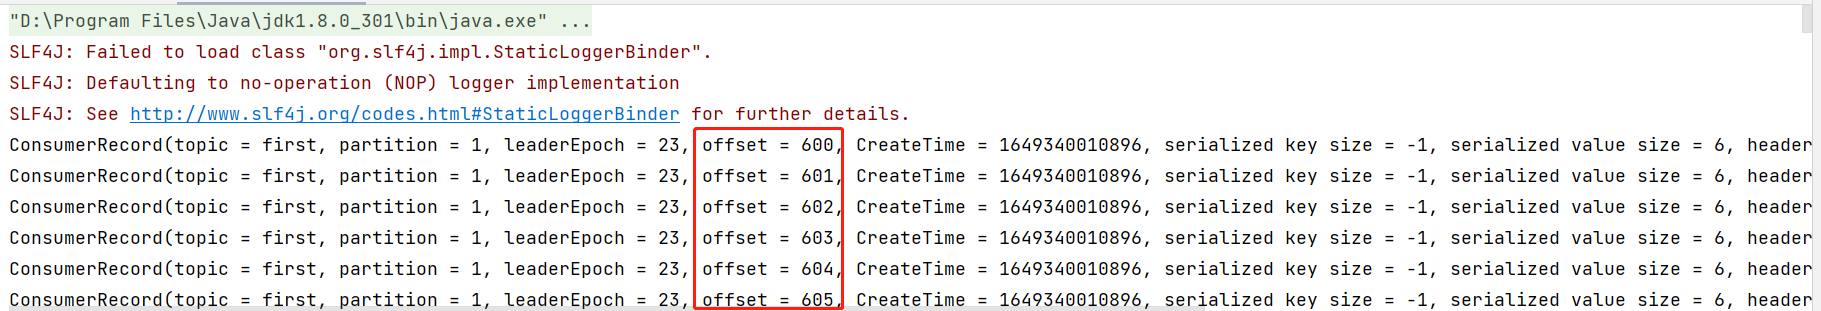 "D:\Program Files\Java\jdk1.8.0_301\bin\java.exe" ...
SLF4J: Failed to load class "org.slf4j.impl.StaticLoggerBinder".
SLF4J: Defaulting to no-operation (NOP) logger implementation
SLF4J: See http://www.slf4j.org/codes.html#StaticLoggerBinder for further details.
ConsumerRecord(topic = first, partition = 1, leaderEpoch = 23, offset = 600, CreateTime = 1649340010896, serialized key size = -1, serialized value size = 6, header
ConsumerRecord(topic = first, partition = 1, leaderEpoch = 23, offset = 601, CreateTime = 1649340010896, serialized key size = -1, serialized value size = 6, header
ConsumerRecord(topic = first, partition = 1, leaderEpoch = 23, offset = 602, CreateTime = 1649340010896, serialized key size = -1, serialized value size = 6, header
ConsumerRecord(topic = first, partition = 1, leaderEpoch = 23, offset = 603, CreateTime = 1649340010896, serialized key size = -1, serialized value size = 6, header
ConsumerRecord(topic = first, partition = 1, leaderEpoch = 23, offset = 604, CreateTime = 1649340010896, serialized key size = -1, serialized value size = 6, header
ConsumerRecord(topic = first, partition = 1, leaderEpoch = 23, offset = 605, CreateTime = 1649340010896, serialized key size = -1, serialized value size = 6, header